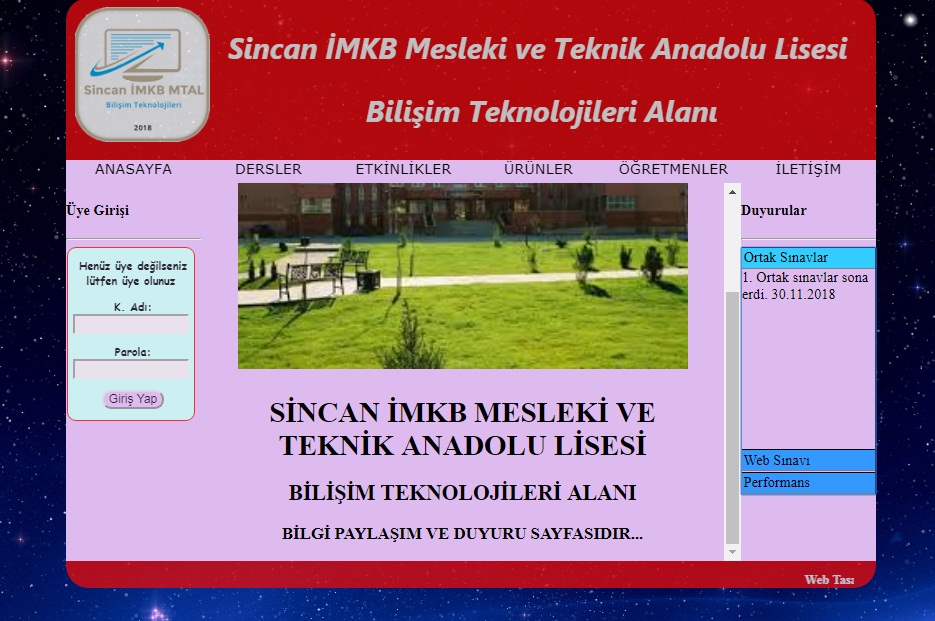 Sincan İMKB MTAL
Bilişim Teknolojileri
2018
Sincan İMKB Mesleki ve Teknik Anadolu Lisesi
Bilişim Teknolojileri Alanı
ANASAYFA DERSLER ETKİNLİKLER ÜRÜNLER ÖĞRETMENLER İLETİŞİM
Üye Girişi
Henüz üye değilseniz
lütfen üye olunuz
K. Adı:
Parola:
Giriş Yap
SİNCAN İMKB MESLEKİ VE
TEKNİK ANADOLU LİSESİ
BİLİŞİM TEKNOLOJİLERİ ALANI
BİLGİ PAYLAŞIM VE DUYURU SAYFASIDIR...
Duyurular
Ortak Sınavlar
1. Ortak sınavlar sona
erdi. 30.11.2018
Web Sınavı
Performans
Web Tası